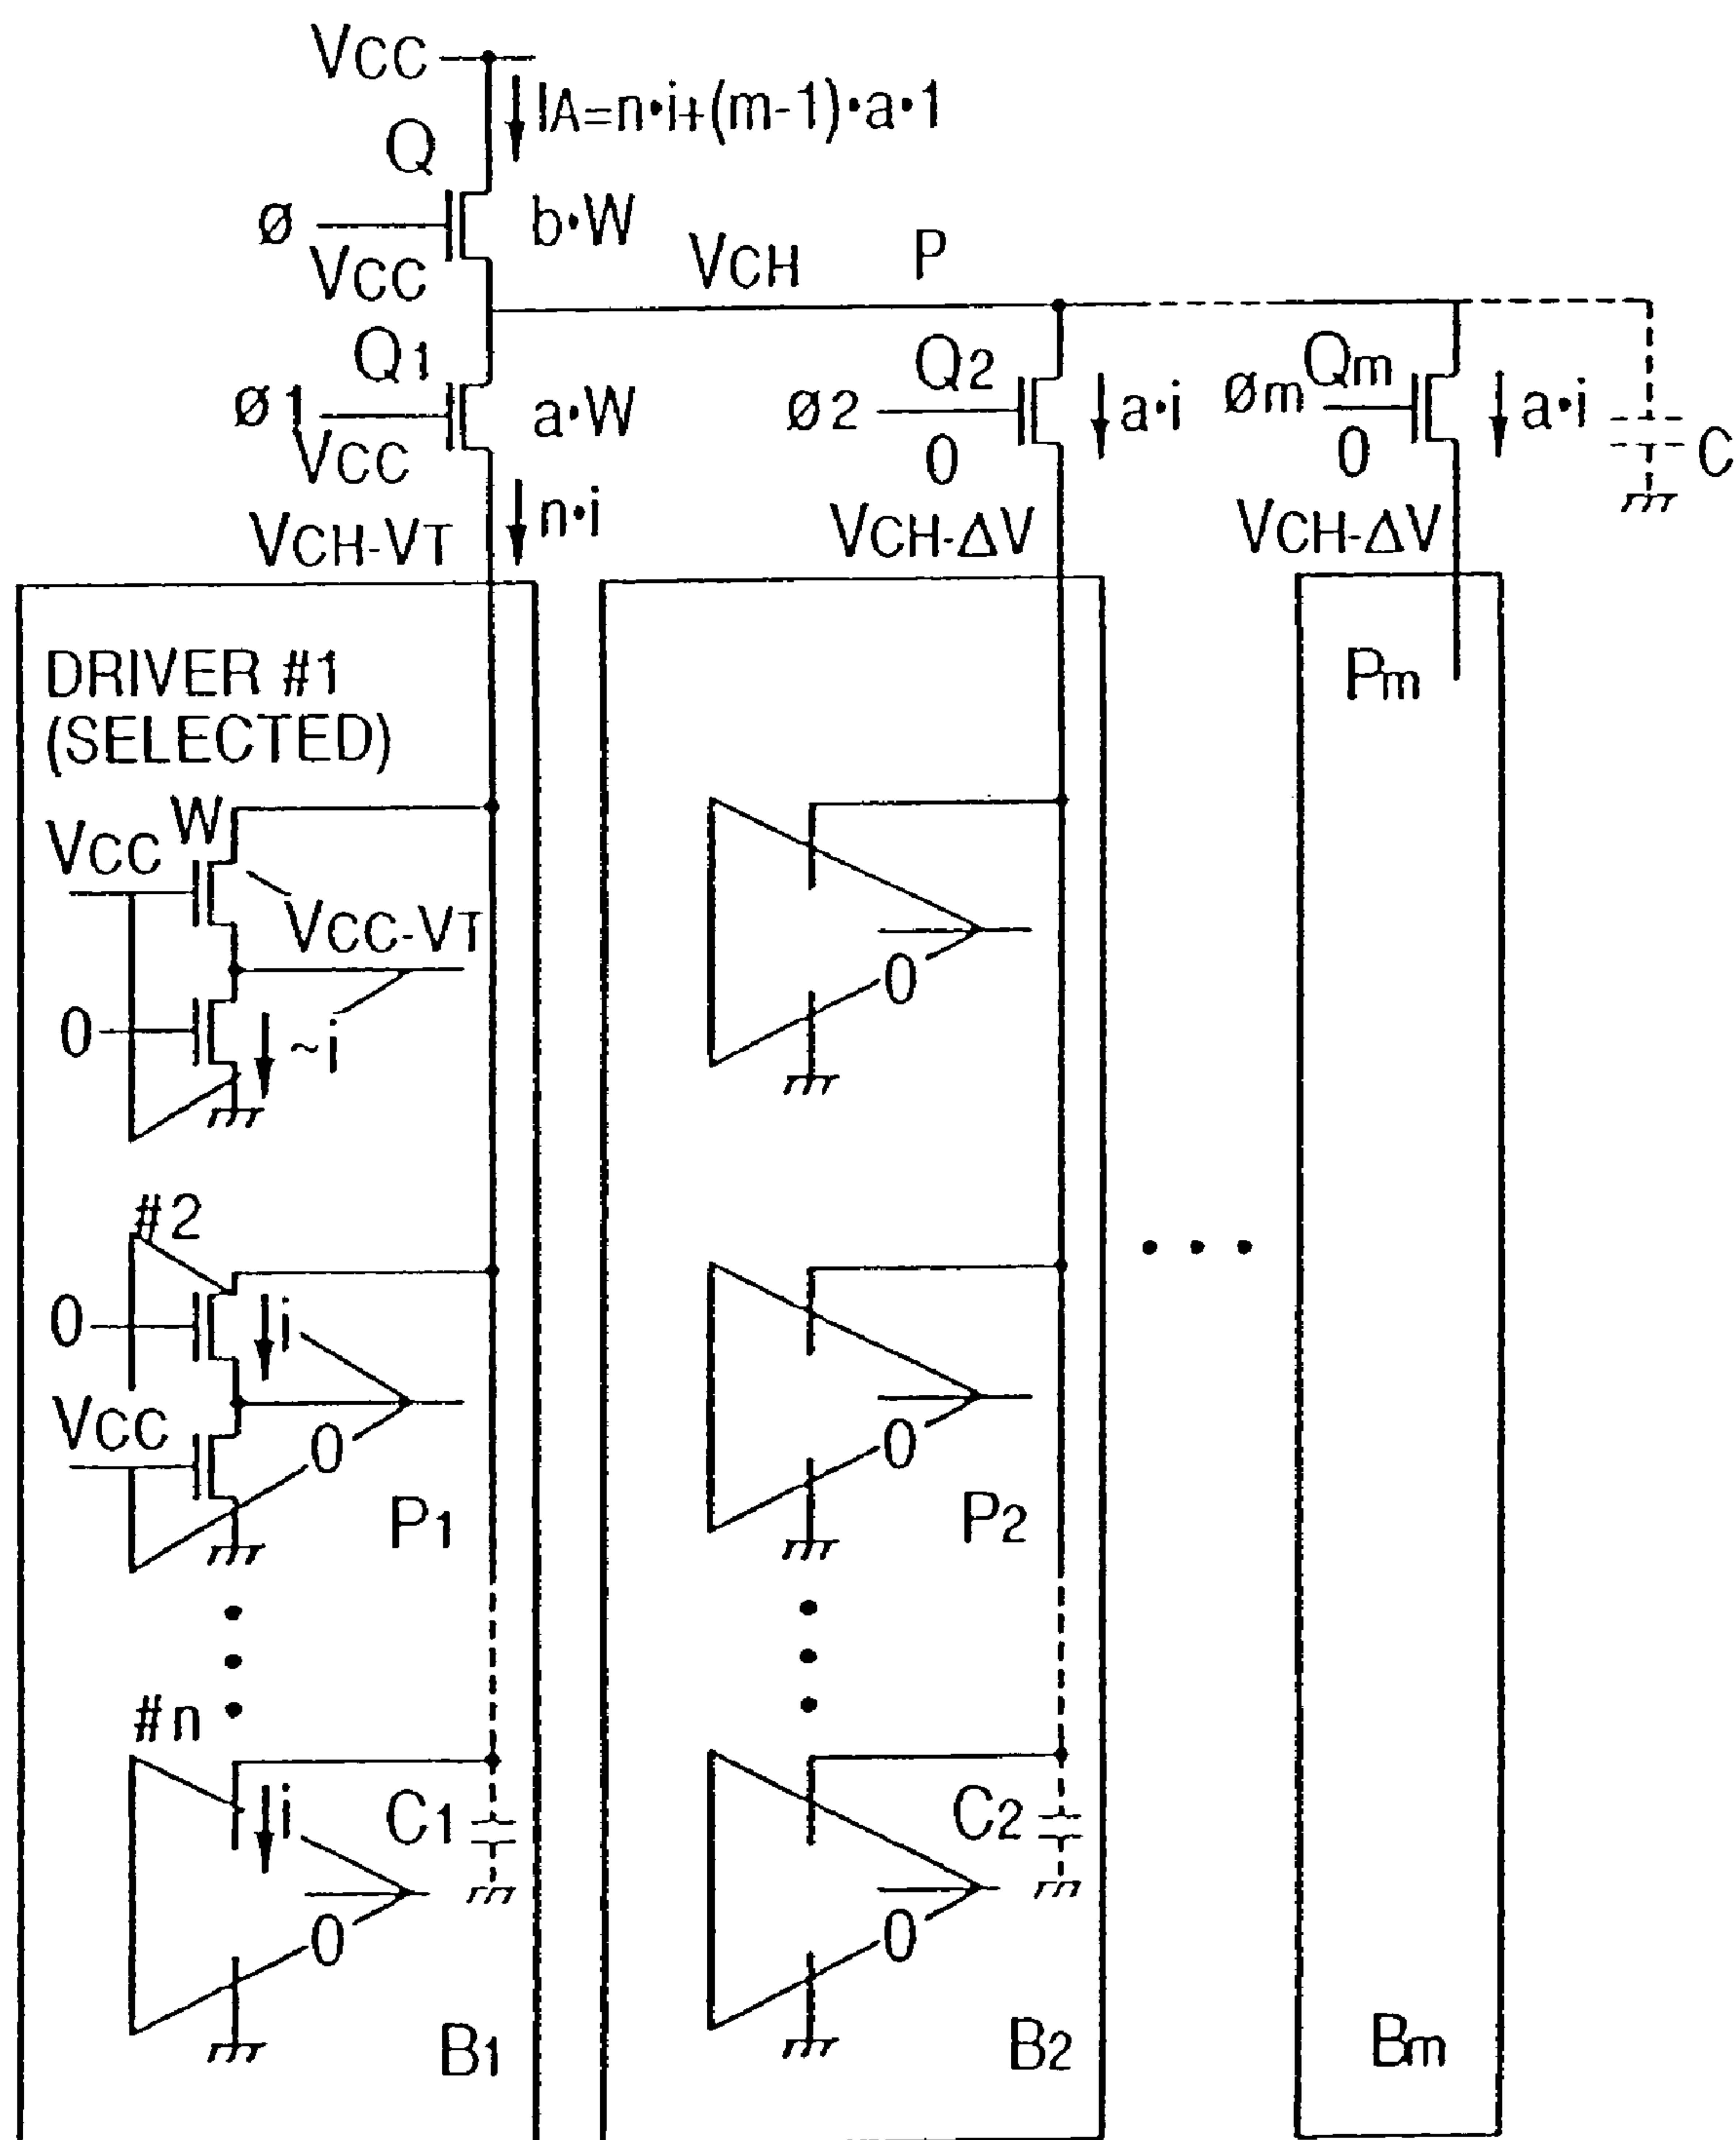 VCC
IA=n•i+(m-1)•a•1
Q
ø
b•W
VCC
VCH
P
Q1
ø1
a•W
VCC
Q2
ø2
a•i
0
Qm
øm
a•i
0
C
n•i
VCH-VT
VCH-ΔV
VCH-ΔV
DRIVER #1
(SELECTED)
Pm
VCC
W
VCC-VT
0
~i
0
#2
0
i
VCC
0
P1
0
P2
#n
i
C1
0
B1
C2
0
B2
Bm